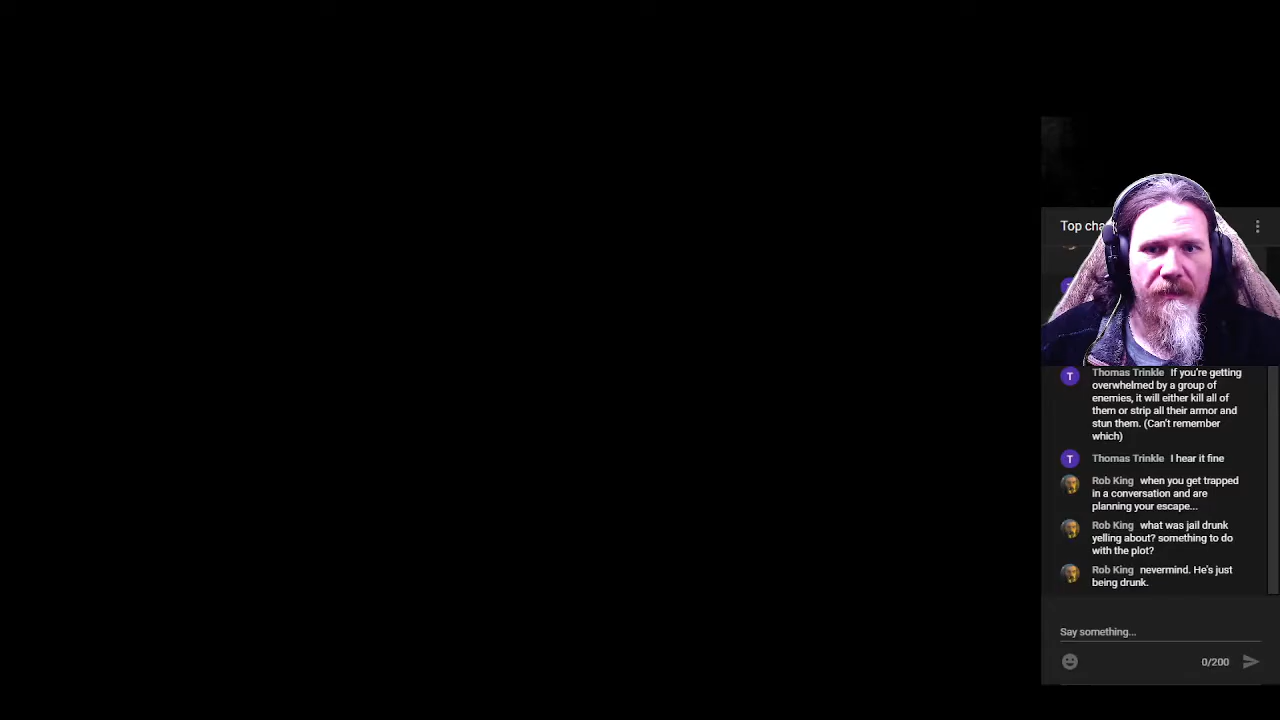 Top cha
Thomas Trinkle If you're getting
overwhelmed by a group of
enemies, it will either kill all of
them or strip all their armor and
stun them. (Can't remember
which)
T
Thomas Trinkle I hear it fine
T
Rob King when you get trapped
in a conversation and are
planning your escape...
Rob King what was jail drunk
yelling about? something to do
with the plot?
Rob King nevermind. He's just
being drunk.
Say something...
0/200